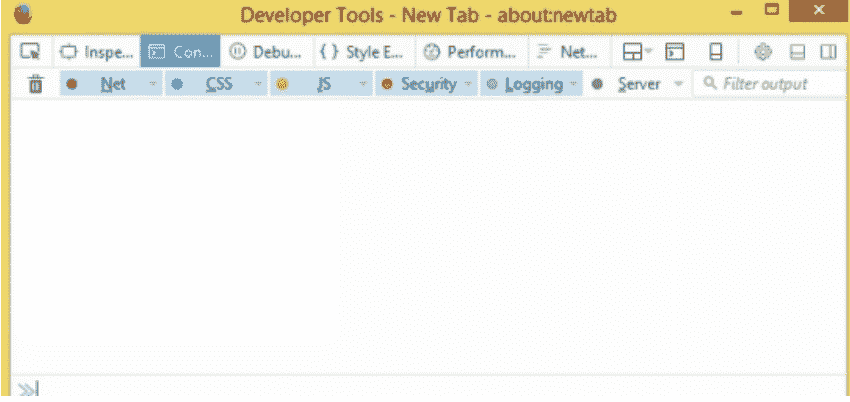 Developer Tools - New Tab - about:newtab
Inspe... Con... Debu... { } Style E... Perform... Net...
Net CSS JS Security Logging Server Filter output
»